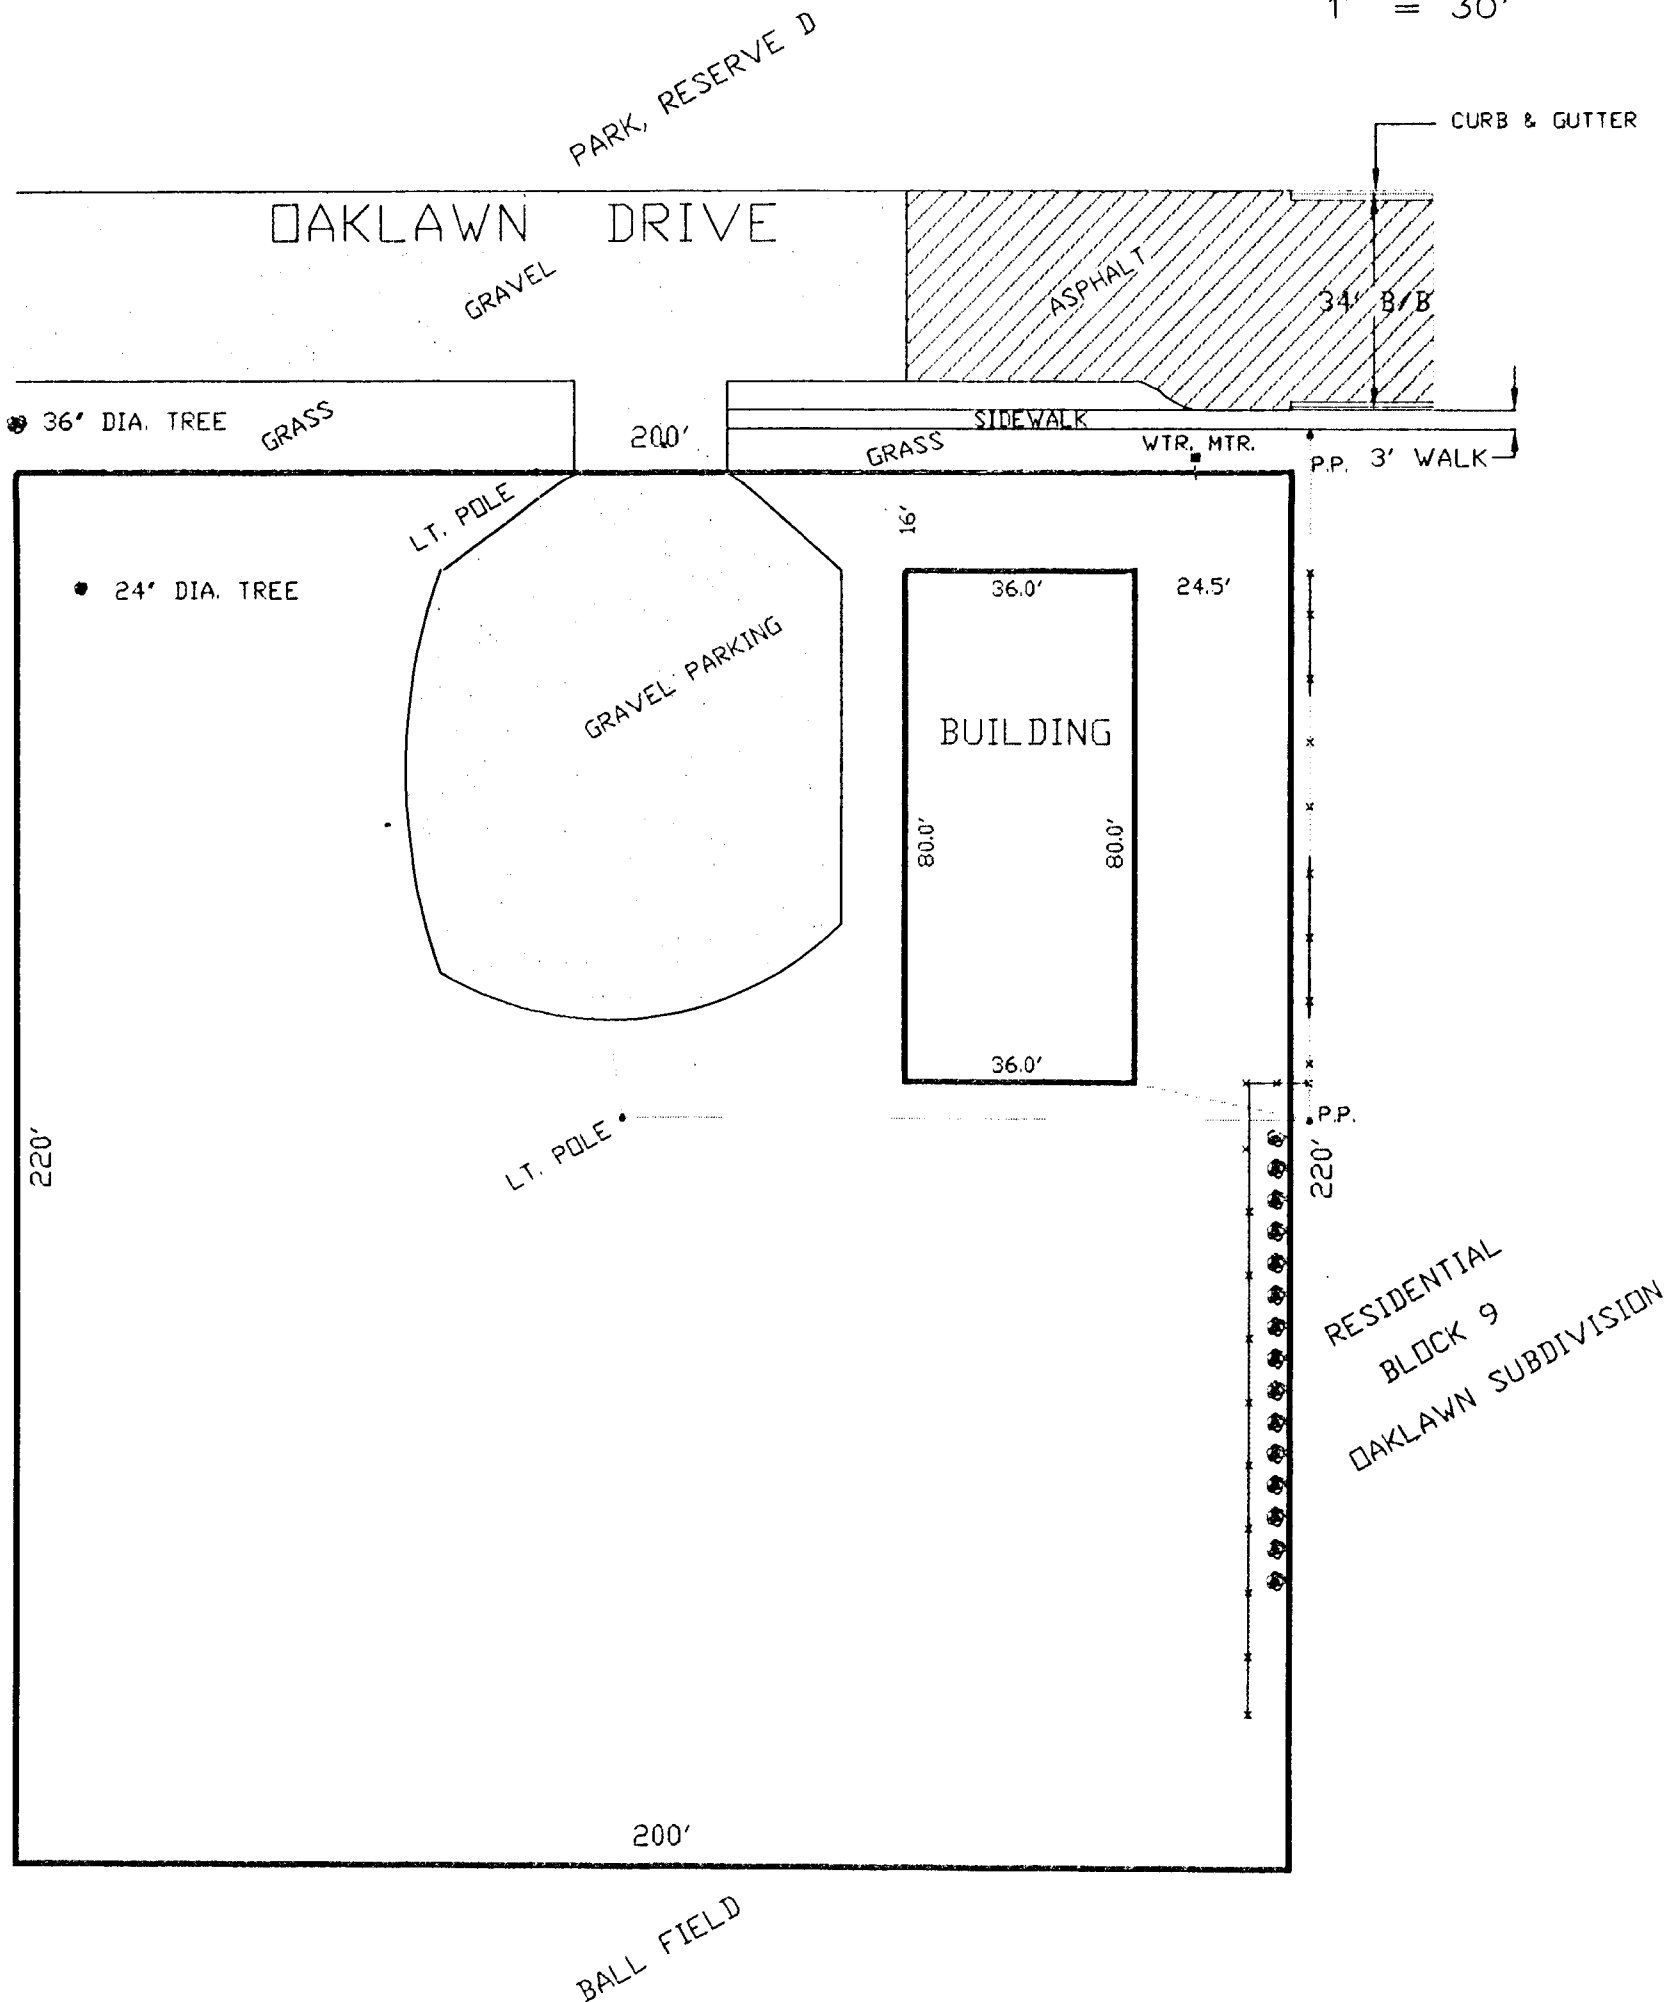 1" = 30'
PARK, RESERVE D
CURB & GUTTER
OAKLAWN DRIVE
GRAVEL
ASPHALT
34' B/B
36" DIA. TREE
GRASS
200'
SIDEWALK
GRASS
WTR. MTR.
P.P.
3' WALK
LT. POLE
16'
24" DIA. TREE
36.0'
24.5'
GRAVEL PARKING
BUILDING
80.0'
80.0'
36.0'
LT. POLE
P.P.
220'
220'
RESIDENTIAL
BLOCK 9
OAKLAWN SUBDIVISION
200'
BALL FIELD